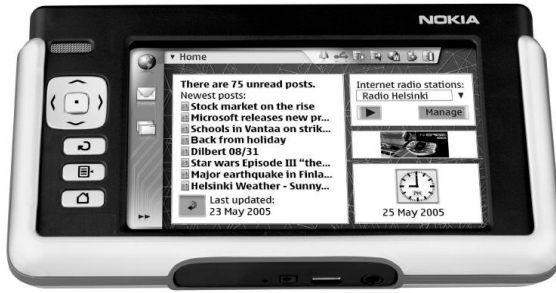 NOKIA
Home
There are 75 unread posts.
Newest posts:
Stock market on the rise
Microsoft releases new pr...
Schools in Vantaa on strik...
Back from holiday
Dilbert 08/31
Star wars Episode III "the...
Major earthquake in Finla...
Helsinki Weather - Sunny...
Last updated:
23 May 2005
Internet radio stations:
Radio Helsinki
Manage
PM
25 May 2005